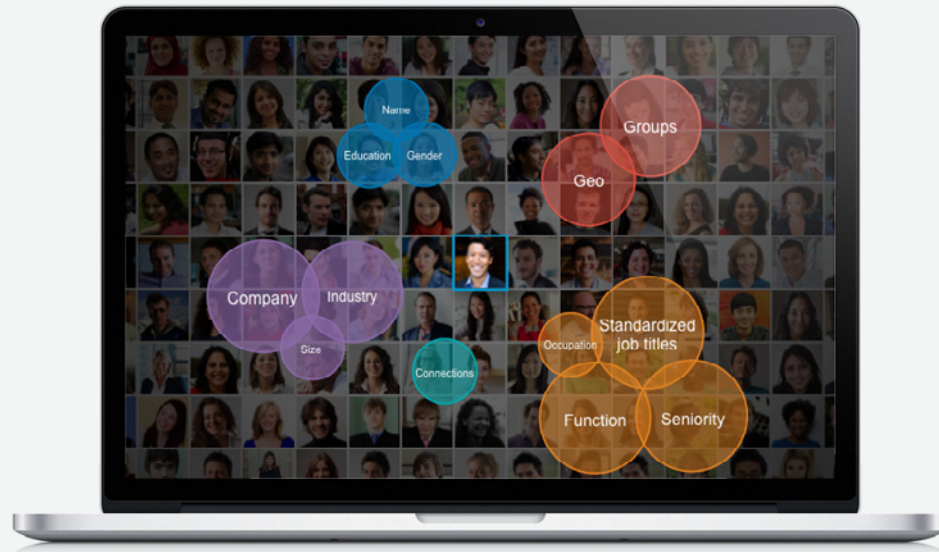 Name
Education
Gender
Groups
Geo
Company
Industry
Size
Connections
Occupation
Standardized
job titles
Function
Seniority